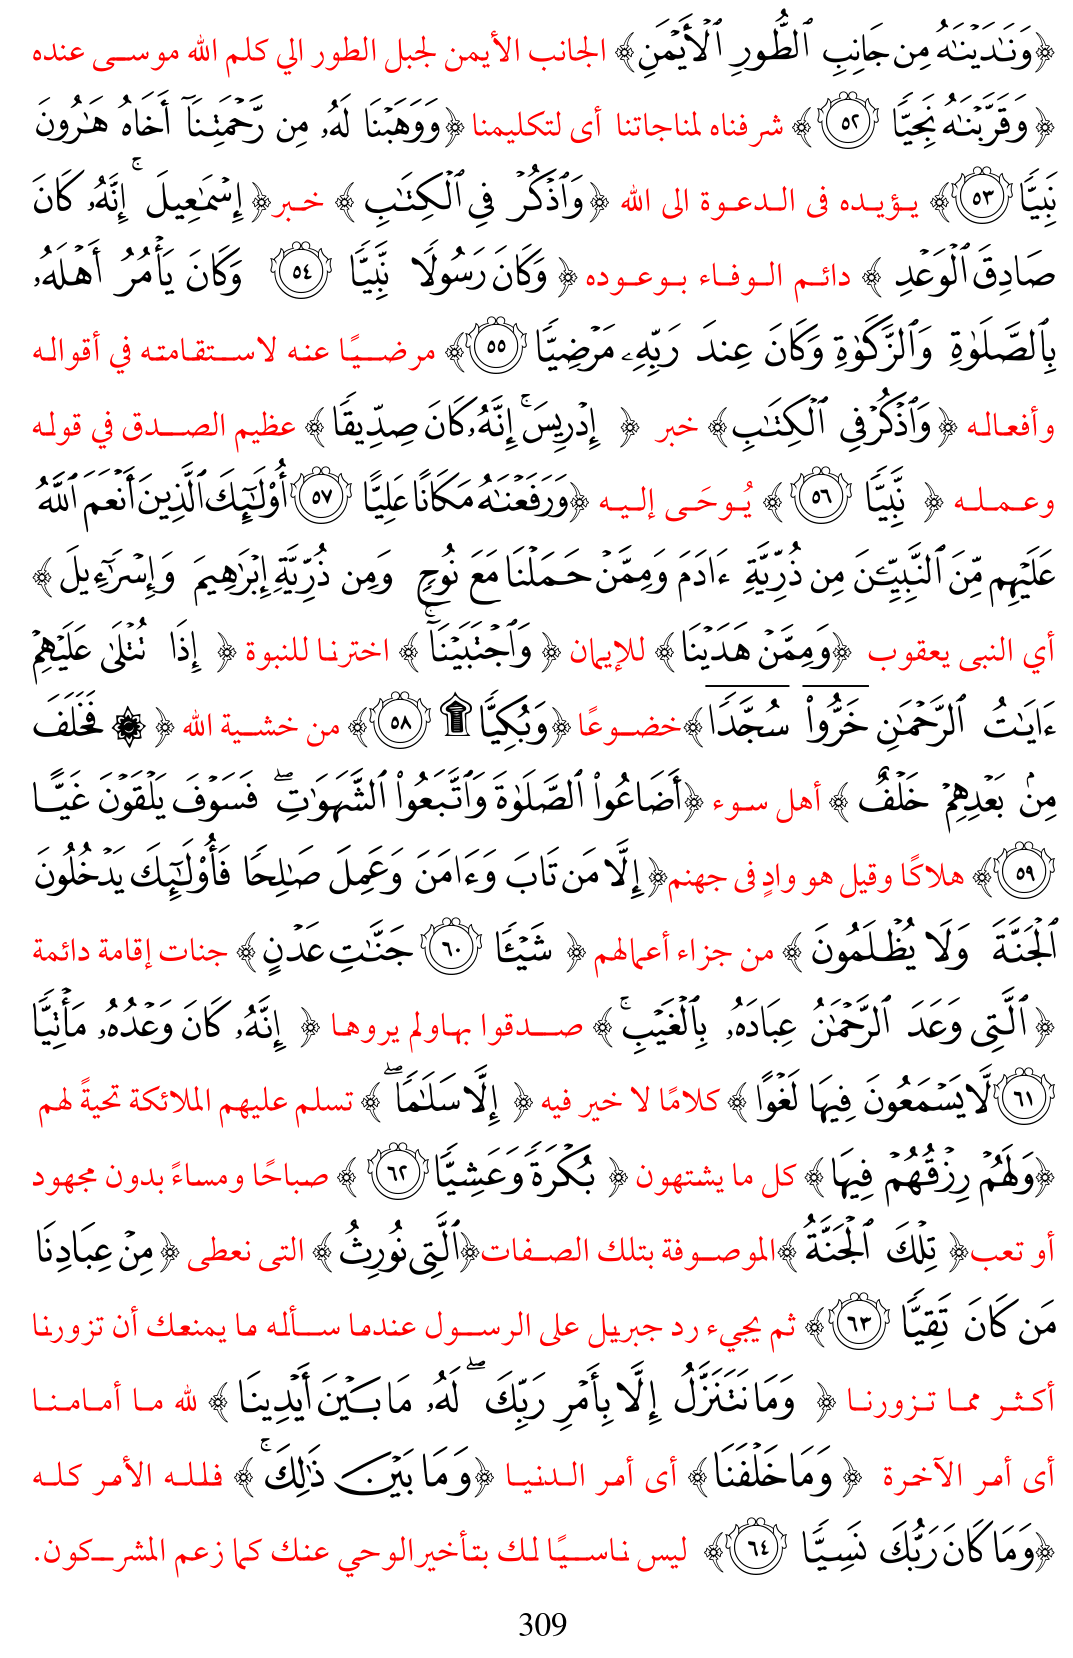 ﴿وَنَـٰدَيْنَـٰهُ مِن جَانِبِ ٱلطُّورِ ٱلْأَيْمَنِ﴾ الجانب الأيمن لجبل الطور الي كلم الله موسى عنده
﴿وَقَرَّبْنَـٰهُ نَجِيًّا ٥٢﴾ شرفناه لمناجاتنا أى لتكليمنا ﴿وَوَهَبْنَا لَهُۥ مِن رَّحْمَتِنَآ أَخَاهُ هَـٰرُونَ
نَبِيًّا ٥٣﴾ يؤيده فى الدعوة الى الله ﴿وَٱذْكُرْ فِى ٱلْكِتَـٰبِ﴾ خبر﴿إِسْمَـٰعِيلَ ۚ إِنَّهُۥ كَانَ
صَادِقَ ٱلْوَعْدِ﴾ دائم الوفاء بوعوده ﴿وَكَانَ رَسُولًا نَّبِيًّا ٥٤ وَكَانَ يَأْمُرُ أَهْلَهُۥ
بِٱلصَّلَوٰةِ وَٱلزَّكَوٰةِ وَكَانَ عِندَ رَبِّهِۦ مَرْضِيًّا ٥٥﴾ مرضيًا عنه لاستقامته في أقواله
وأفعاله ﴿وَٱذْكُرْ فِى ٱلْكِتَـٰبِ﴾ خبر ﴿إِدْرِيسَ ۚ إِنَّهُۥ كَانَ صِدِّيقًا﴾ عظيم الصدق في قوله
وعمله ﴿نَّبِيًّا ٥٦﴾ يُوحَى إليه ﴿وَرَفَعْنَـٰهُ مَكَانًا عَلِيًّا ٥٧ أُو۟لَـٰٓئِكَ ٱلَّذِينَ أَنْعَمَ ٱللَّهُ
عَلَيْهِم مِّنَ ٱلنَّبِيِّـۧنَ مِن ذُرِّيَّةِ ءَادَمَ وَمِمَّنْ حَمَلْنَا مَعَ نُوحٍ وَمِن ذُرِّيَّةِ إِبْرَٰهِيمَ وَإِسْرَٰٓءِيلَ﴾
أي النبى يعقوب ﴿وَمِمَّنْ هَدَيْنَا﴾ للإيمان ﴿وَٱجْتَبَيْنَآ ۚ﴾ اخترنا للنبوة ﴿إِذَا تُتْلَىٰ عَلَيْهِمْ
ءَايَـٰتُ ٱلرَّحْمَـٰنِ خَرُّوا۟ سُجَّدًا﴾خضوعًا ﴿وَبُكِيًّا ۩ ٥٨﴾ من خشية الله ﴿۞ فَخَلَفَ
مِنۢ بَعْدِهِمْ خَلْفٌ﴾ أهل سوء ﴿أَضَاعُوا۟ ٱلصَّلَوٰةَ وَٱتَّبَعُوا۟ ٱلشَّهَوَٰتِ ۖ فَسَوْفَ يَلْقَوْنَ غَيًّا
٥٩﴾ هلاكًا وقيل هو وادٍ فى جهنم﴿إِلَّا مَن تَابَ وَءَامَنَ وَعَمِلَ صَـٰلِحًا فَأُو۟لَـٰٓئِكَ يَدْخُلُونَ
ٱلْجَنَّةَ وَلَا يُظْلَمُونَ﴾ من جزاء أعمالهم ﴿شَيْـًٔا ٦٠ جَنَّـٰتِ عَدْنٍ﴾ جنات إقامة دائمة
﴿ٱلَّتِى وَعَدَ ٱلرَّحْمَـٰنُ عِبَادَهُۥ بِٱلْغَيْبِ ۚ﴾ صدقوا بهاولم يروها ﴿إِنَّهُۥ كَانَ وَعْدُهُۥ مَأْتِيًّا
٦١ لَّا يَسْمَعُونَ فِيهَا لَغْوًا﴾ كلامًا لا خير فيه ﴿إِلَّا سَلَـٰمًا ۖ﴾ تسلم عليهم الملائكة تحيةً لهم
﴿وَلَهُمْ رِزْقُهُمْ فِيهَا﴾ كل ما يشتهون ﴿بُكْرَةً وَعَشِيًّا ٦٢﴾ صباحًا ومساءً بدون مجهود
أو تعب﴿تِلْكَ ٱلْجَنَّةُ﴾الموصوفة بتلك الصفات﴿ٱلَّتِى نُورِثُ﴾ التى نعطى ﴿مِنْ عِبَادِنَا
مَن كَانَ تَقِيًّا ٦٣﴾ ثم يجيء رد جبريل على الرسول عندما سأله ما يمنعك أن تزورنا
أكثر مما تزورنا ﴿وَمَا نَتَنَزَّلُ إِلَّا بِأَمْرِ رَبِّكَ ۖ لَهُۥ مَا بَيْنَ أَيْدِينَا﴾ لله ما أمامنا
أى أمر الآخرة ﴿وَمَا خَلْفَنَا﴾ أى أمر الدنيا ﴿وَمَا بَيْنَ ذَٰلِكَ ۚ﴾ فلله الأمر كله
﴿وَمَا كَانَ رَبُّكَ نَسِيًّا ٦٤﴾ ليس ناسيًا لك بتأخيرالوحي عنك كما زعم المشركون.
309